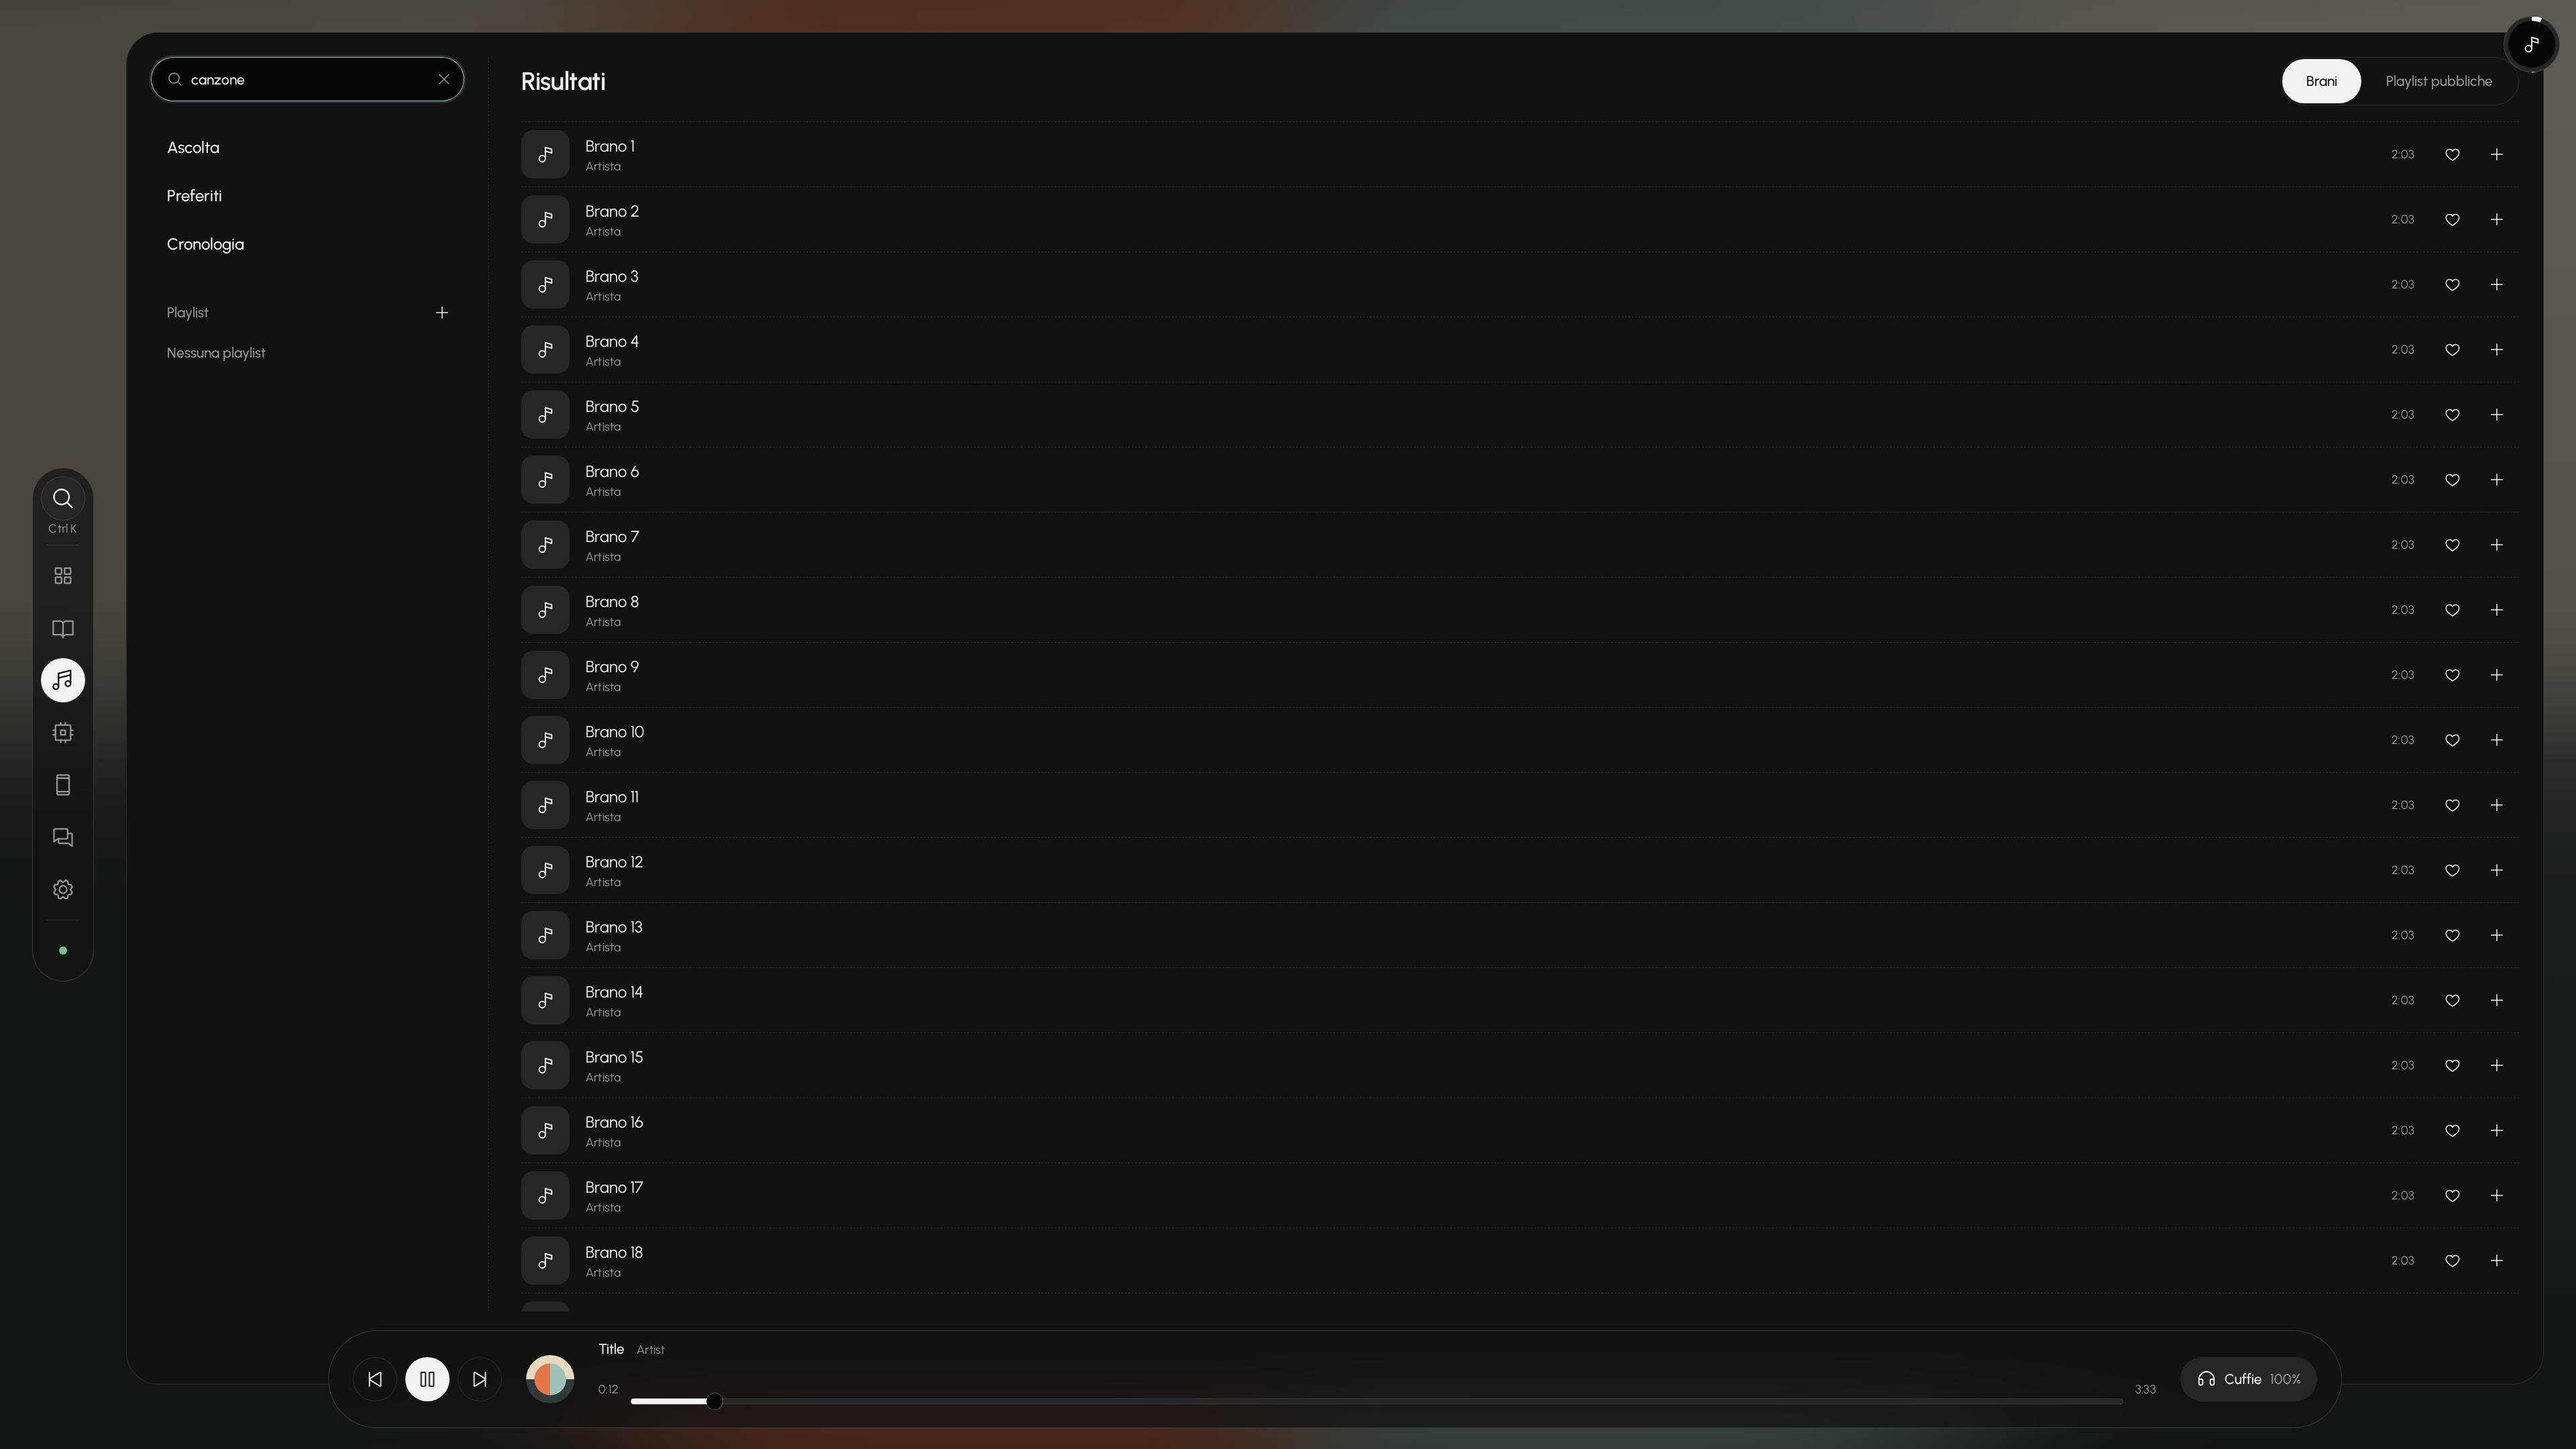 canzone
Risultati
Brani
Playlist pubbliche
Ascolta
Preferiti
Cronologia
Playlist
Nessuna playlist
Ctrl K
Brano 1
Artista
2:03
Brano 2
Artista
2:03
Brano 3
Artista
2:03
Brano 4
Artista
2:03
Brano 5
Artista
2:03
Brano 6
Artista
2:03
Brano 7
Artista
2:03
Brano 8
Artista
2:03
Brano 9
Artista
2:03
Brano 10
Artista
2:03
Brano 11
Artista
2:03
Brano 12
Artista
2:03
Brano 13
Artista
2:03
Brano 14
Artista
2:03
Brano 15
Artista
2:03
Brano 16
Artista
2:03
Brano 17
Artista
2:03
Brano 18
Artista
2:03
Title Artist
0:12
3:33
Cuffie 100%